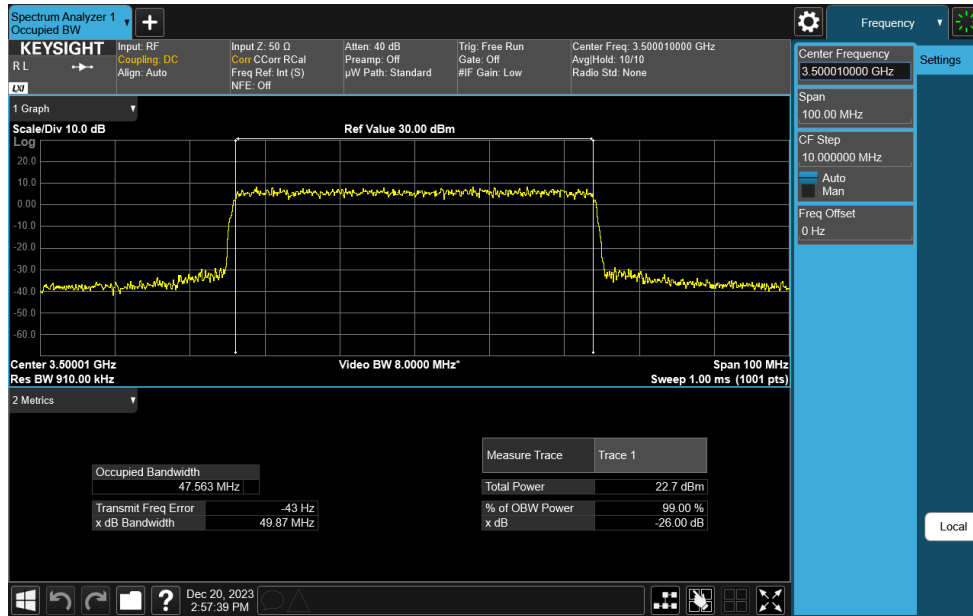 Spectrum Analyzer 1
Occupied BW
Frequency
KEYSIGHT
R L
LXI
Input: RF
Coupling: DC
Align: Auto
Input Z: 50 Ω
Corr CCorr RCal
Freq Ref: Int (S)
NFE: Off
Atten: 40 dB
Preamp: Off
µW Path: Standard
Trig: Free Run
Gate: Off
#IF Gain: Low
Center Freq: 3.500010000 GHz
Avg|Hold: 10/10
Radio Std: None
Center Frequency
3.500010000 GHz
Settings
Span
100.00 MHz
CF Step
10.000000 MHz
Auto
Man
Freq Offset
0 Hz
Local
1 Graph
Scale/Div 10.0 dB
Ref Value 30.00 dBm
Log
20.0
10.0
0.00
-10.0
-20.0
-30.0
-40.0
-50.0
-60.0
Center 3.50001 GHz
Video BW 8.0000 MHz*
Span 100 MHz
Res BW 910.00 kHz
Sweep 1.00 ms (1001 pts)
2 Metrics
Measure Trace
Trace 1
Occupied Bandwidth
47.563 MHz
Total Power
22.7 dBm
Transmit Freq Error
-43 Hz
% of OBW Power
99.00 %
x dB Bandwidth
49.87 MHz
x dB
-26.00 dB
?
Dec 20, 2023
2:57:39 PM